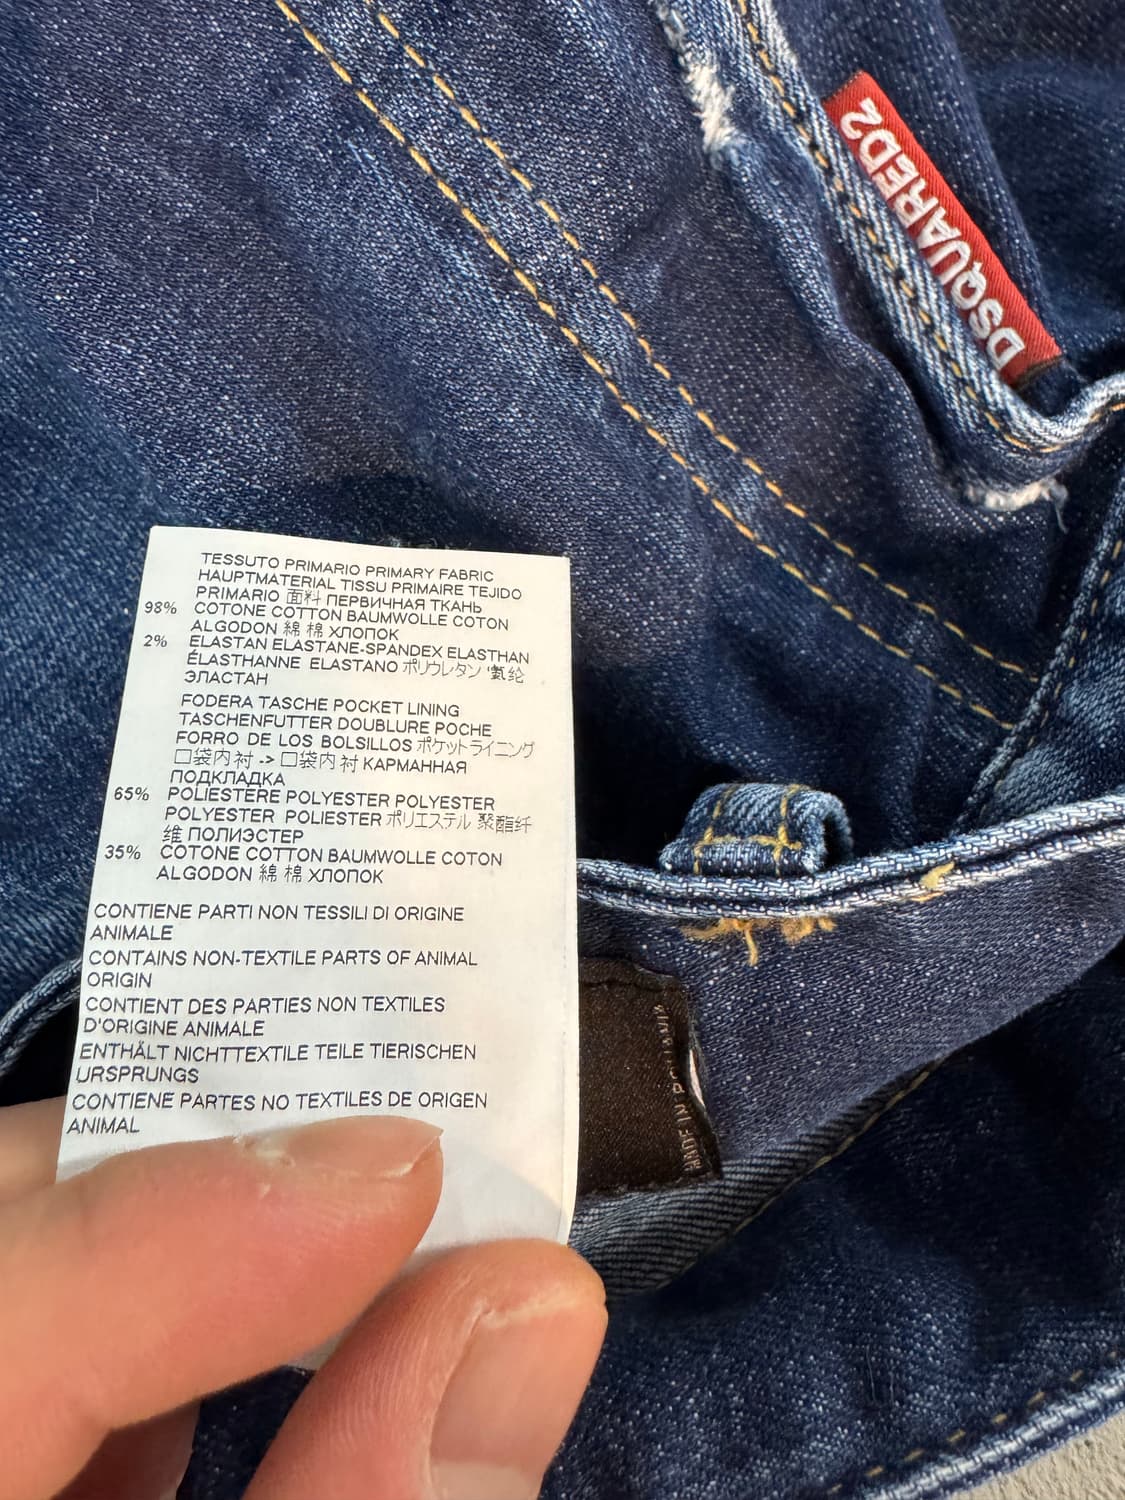 DSQUARED2
TESSUTO PRIMARIO PRIMARY FABRIC
HAUPTMATERIAL TISSU PRIMAIRE TEJIDO
PRIMARIO 面料 ПЕРВИЧНАЯ ТКАНЬ
98% COTONE COTTON BAUMWOLLE COTON
ALGODON 綿 棉 ХЛОПОК
2% ELASTAN ELASTANE-SPANDEX ELASTHAN
ÉLASTHANNE ELASTANO ポリウレタン 氨纶
ЭЛАСТАН
FODERA TASCHE POCKET LINING
TASCHENFUTTER DOUBLURE POCHE
FORRO DE LOS BOLSILLOS ポケットライニング
口袋内衬 -> 口袋内衬 КАРМАННАЯ
ПОДКЛАДКА
65% POLIESTERE POLYESTER POLYESTER
POLYESTER POLIESTER ポリエステル 聚酯纤
维 ПОЛИЭСТЕР
35% COTONE COTTON BAUMWOLLE COTON
ALGODON 綿 棉 ХЛОПОК
CONTIENE PARTI NON TESSILI DI ORIGINE
ANIMALE
CONTAINS NON-TEXTILE PARTS OF ANIMAL
ORIGIN
CONTIENT DES PARTIES NON TEXTILES
D'ORIGINE ANIMALE
ENTHÄLT NICHTTEXTILE TEILE TIERISCHEN
URSPRUNGS
CONTIENE PARTES NO TEXTILES DE ORIGEN
ANIMAL
MADE IN